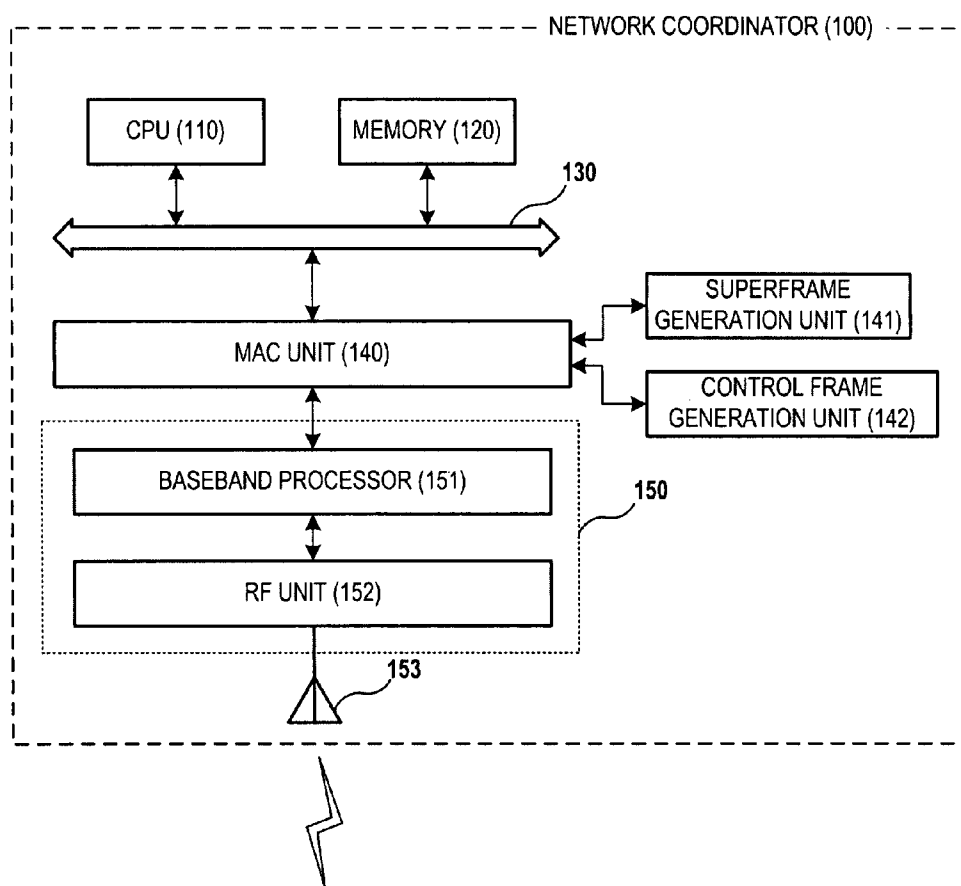 NETWORK COORDINATOR (100)
CPU (110)
MEMORY (120)
130
SUPERFRAME
GENERATION UNIT (141)
MAC UNIT (140)
CONTROL FRAME
GENERATION UNIT (142)
BASEBAND PROCESSOR (151)
150
RF UNIT (152)
153